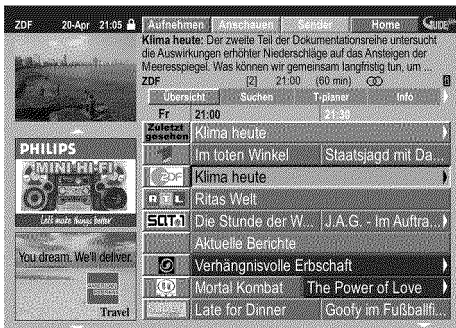 ZDF 20-Apr 21:05
Aufnehmen Anschauen Sender Home GUIDE
Klima heute: Der zweite Teil der Dokumentationsreihe untersucht
die Auswirkungen erhöhter Niederschläge auf das Ansteigen der
Meeresspiegel. Was können wir gemeinsam langfristig tun, um ...
ZDF [2] 21:00 (60 min)
Übersicht Suchen T-planer Info
Fr 21:00 21:30
Zuletzt gesehen Klima heute
Im toten Winkel Staatsjagd mit Da...
ZDF Klima heute
RTL Ritas Welt
SAT.1 Die Stunde der W... J.A.G. - Im Auftra...
Aktuelle Berichte
Verhängnisvolle Erbschaft
Mortal Kombat The Power of Love
Late for Dinner Goofy im Fußballfi...
PHILIPS
MINI HI-FI
Let's make things better
You dream. We'll deliver.
Travel